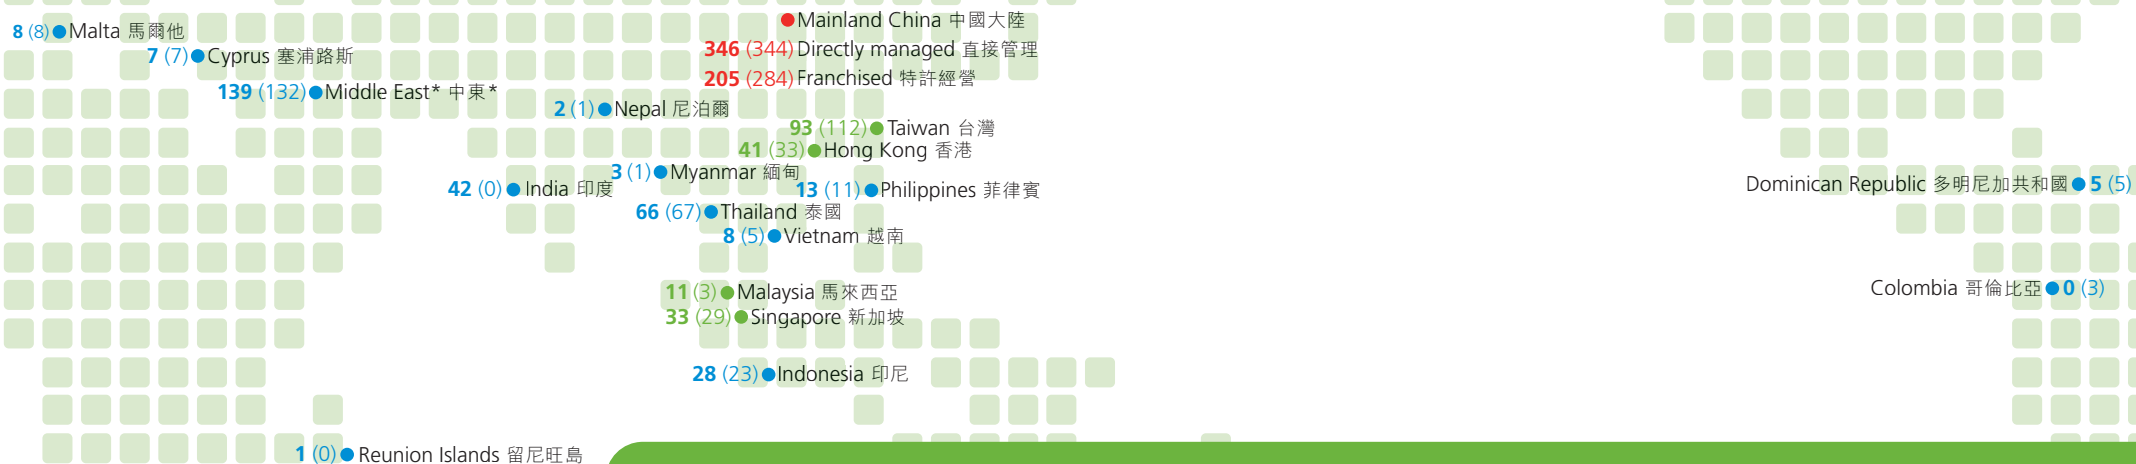 Mainland China 中國大陸
8 (8) Malta 馬爾他
346 (344) Directly managed 直接管理
7 (7) Cyprus 塞浦路斯
205 (284) Franchised 特許經營
139 (132) Middle East* 中東*
2 (1) Nepal 尼泊爾
93 (112) Taiwan 台灣
41 (33) Hong Kong 香港
3 (1) Myanmar 緬甸
42 (0) India 印度
13 (11) Philippines 菲律賓
Dominican Republic 多明尼加共和國 5 (5)
66 (67) Thailand 泰國
8 (5) Vietnam 越南
Colombia 哥倫比亞 0 (3)
11 (3) Malaysia 馬來西亞
33 (29) Singapore 新加坡
28 (23) Indonesia 印尼
1 (0) Reunion Islands 留尼旺島